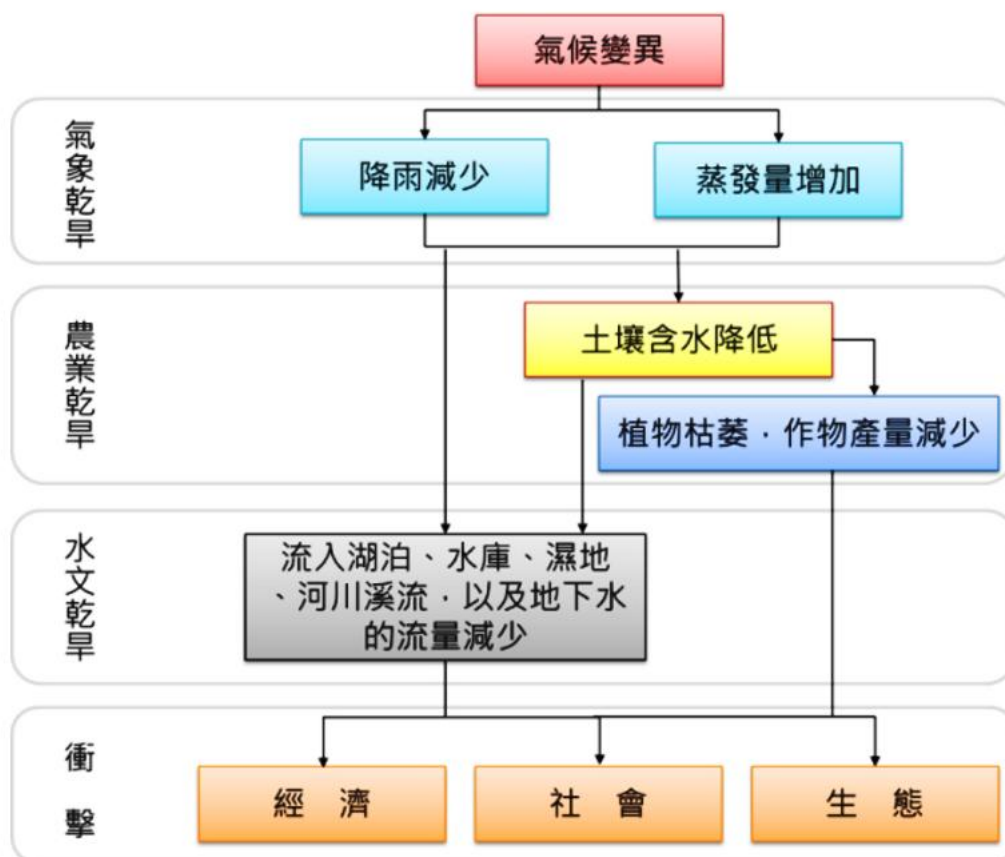 氣候變異
氣象乾旱
降雨減少
蒸發量增加
農業乾旱
土壤含水降低
植物枯萎，作物產量減少
水文乾旱
流入湖泊、水庫、濕地
、河川溪流，以及地下水
的流量減少
衝擊
經濟
社會
生態